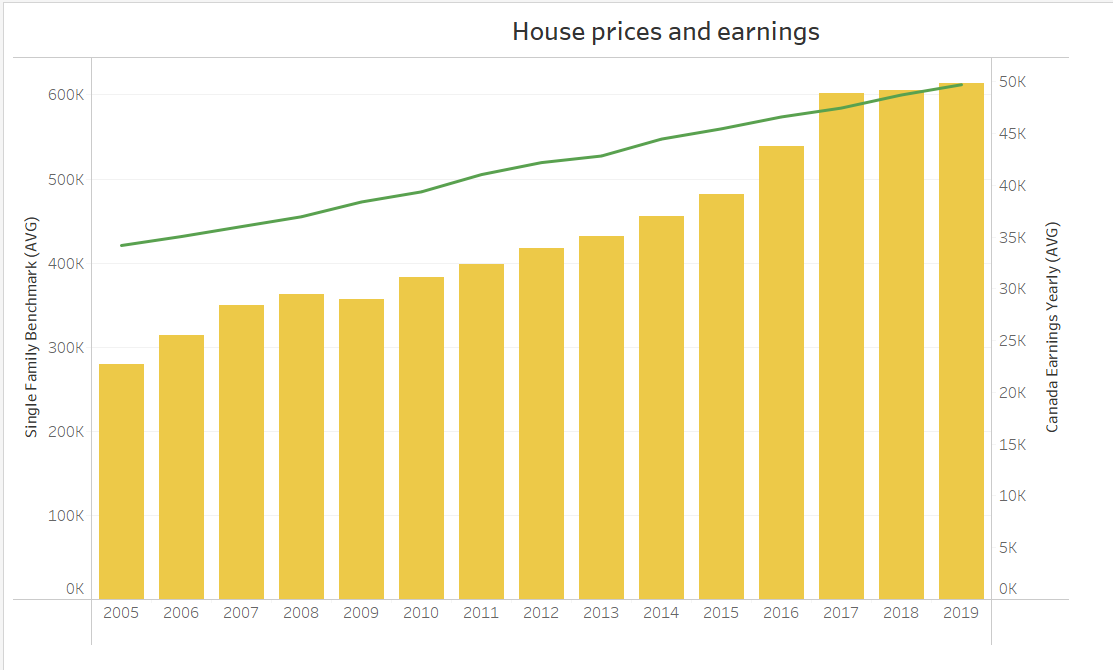 House prices and earnings
Single Family Benchmark (AVG)
600K
500K
400K
300K
200K
100K
0K
50K
45K
40K
35K
30K
25K
20K
15K
10K
5K
0K
Canada Earnings Yearly (AVG)
2005 2006 2007 2008 2009 2010 2011 2012 2013 2014 2015 2016 2017 2018 2019